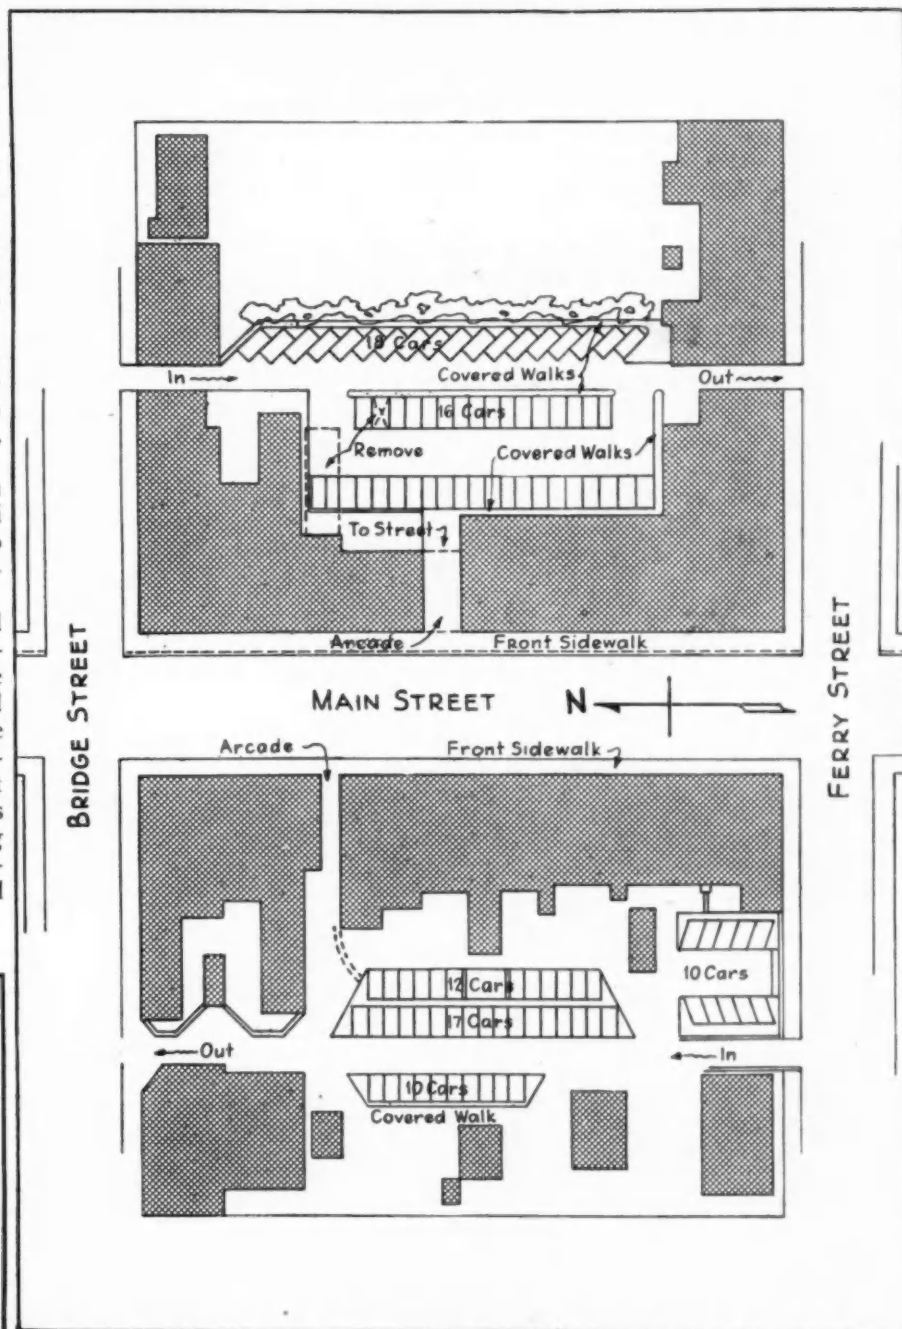 18 Cars
Covered Walks
In
Out
16 Cars
Remove
Covered Walks
To Street
Arcade
Front Sidewalk
BRIDGE STREET
MAIN STREET
N
FERRY STREET
Arcade
Front Sidewalk
12 Cars
10 Cars
17 Cars
Out
In
10 Cars
Covered Walk